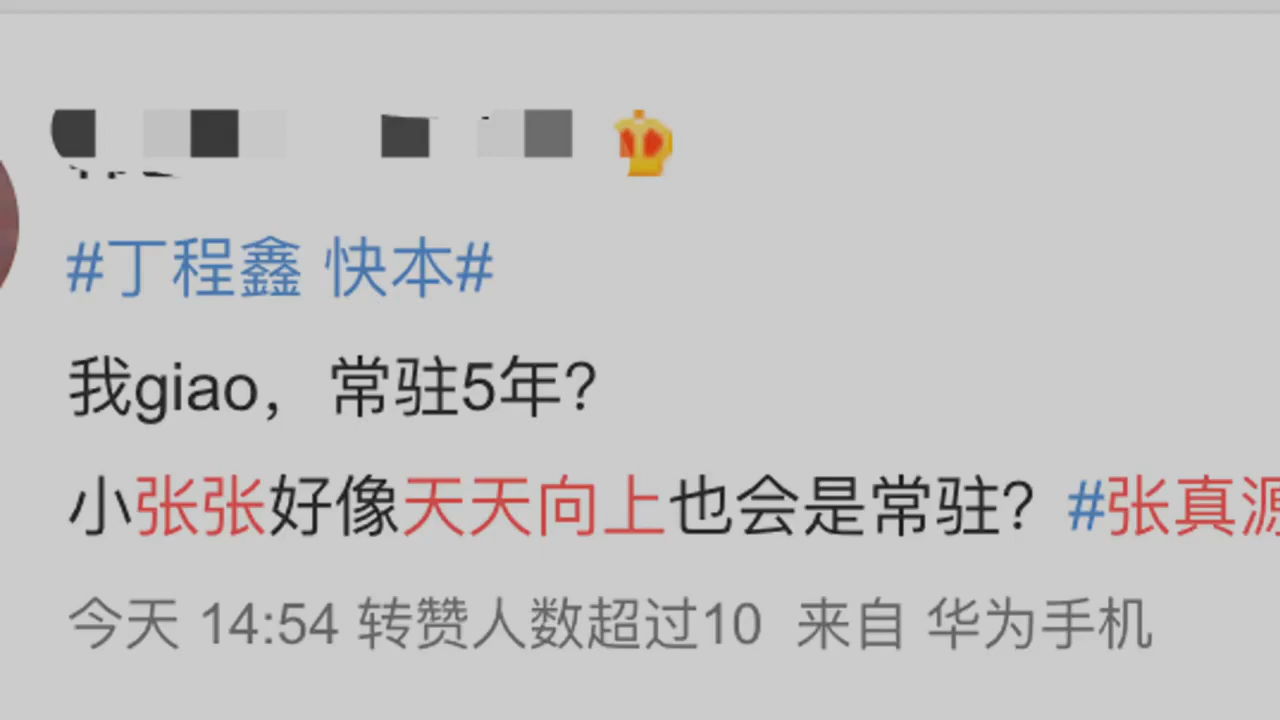 #丁程鑫 快本#
我giao，常驻5年？
小张张好像天天向上也会是常驻？#张真源
今天 14:54 转赞人数超过10 来自 华为手机